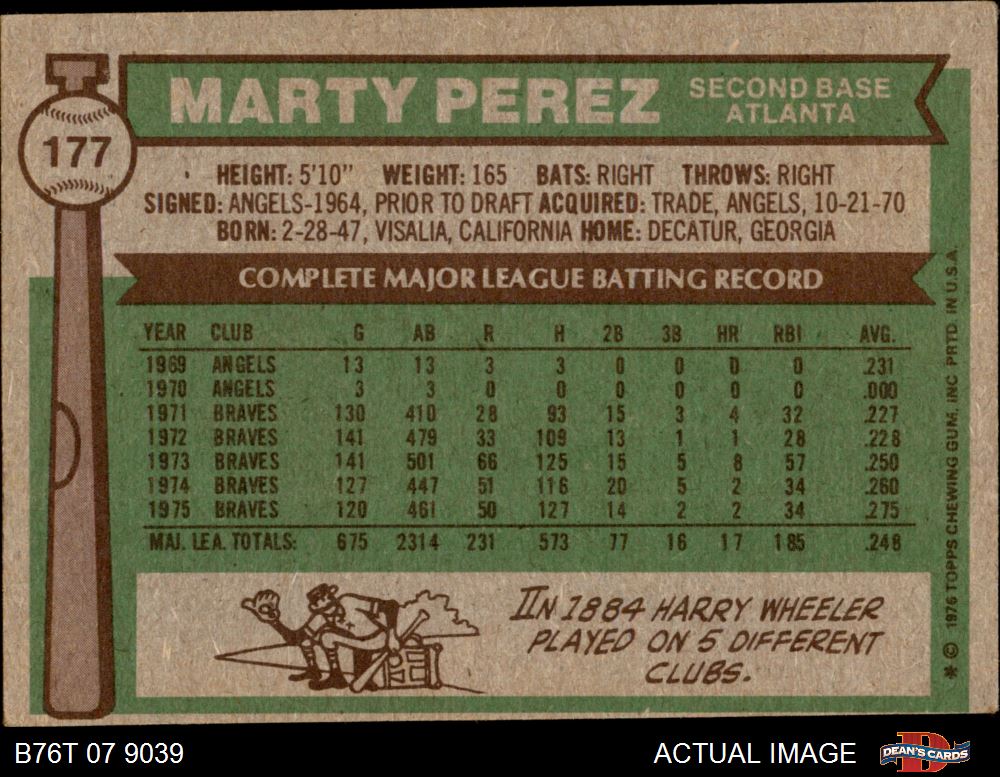 MARTY PEREZ
SECOND BASE
ATLANTA
177
HEIGHT: 5'10" WEIGHT: 165 BATS: RIGHT THROWS: RIGHT
SIGNED: ANGELS-1964, PRIOR TO DRAFT ACQUIRED: TRADE, ANGELS, 10-21-70
BORN: 2-28-47, VISALIA, CALIFORNIA HOME: DECATUR, GEORGIA
COMPLETE MAJOR LEAGUE BATTING RECORD
YEAR CLUB G AB R H 2B 3B HR RBI AVG.
1969 ANGELS 13 13 3 3 0 0 0 0 .231
1970 ANGELS 3 3 0 0 0 0 0 0 .000
1971 BRAVES 130 410 28 93 15 3 4 32 .227
1972 BRAVES 141 479 33 109 13 1 1 28 .228
1973 BRAVES 141 501 66 125 15 5 8 57 .250
1974 BRAVES 127 447 51 116 20 5 2 34 .260
1975 BRAVES 120 461 50 127 14 2 2 34 .275
MAJ. LEA. TOTALS: 675 2314 231 573 77 16 17 185 .248
IN 1884 HARRY WHEELER
PLAYED ON 5 DIFFERENT
CLUBS.
* © 1976 TOPPS CHEWING GUM, INC PRTD IN U.S.A.
B76T 07 9039
ACTUAL IMAGE
DEAN'S CARDS